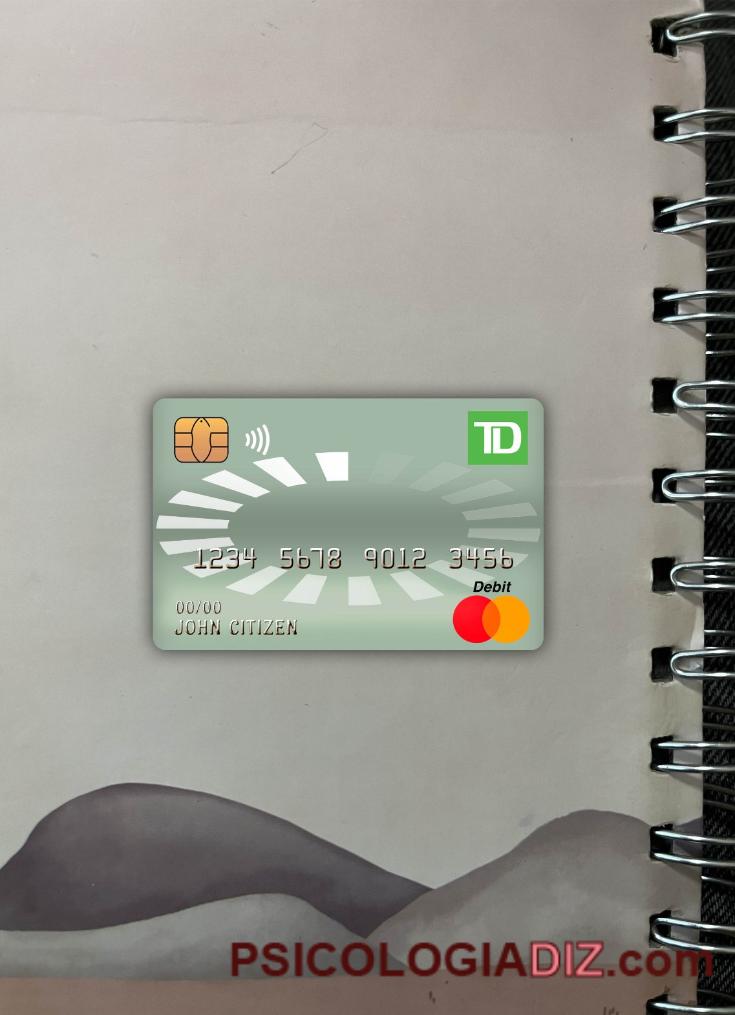 TD
1234 5678 9012 3456
Debit
00/00
JOHN CITIZEN
PSICOLOGIADIZ.com